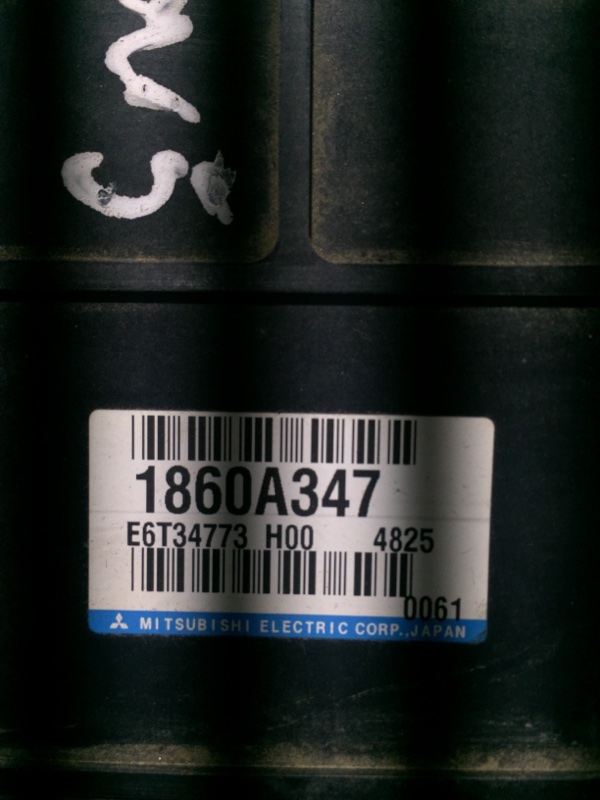 1860A347
E6T34773 H00 4825
0061
MITSUBISHI ELECTRIC CORP., JAPAN